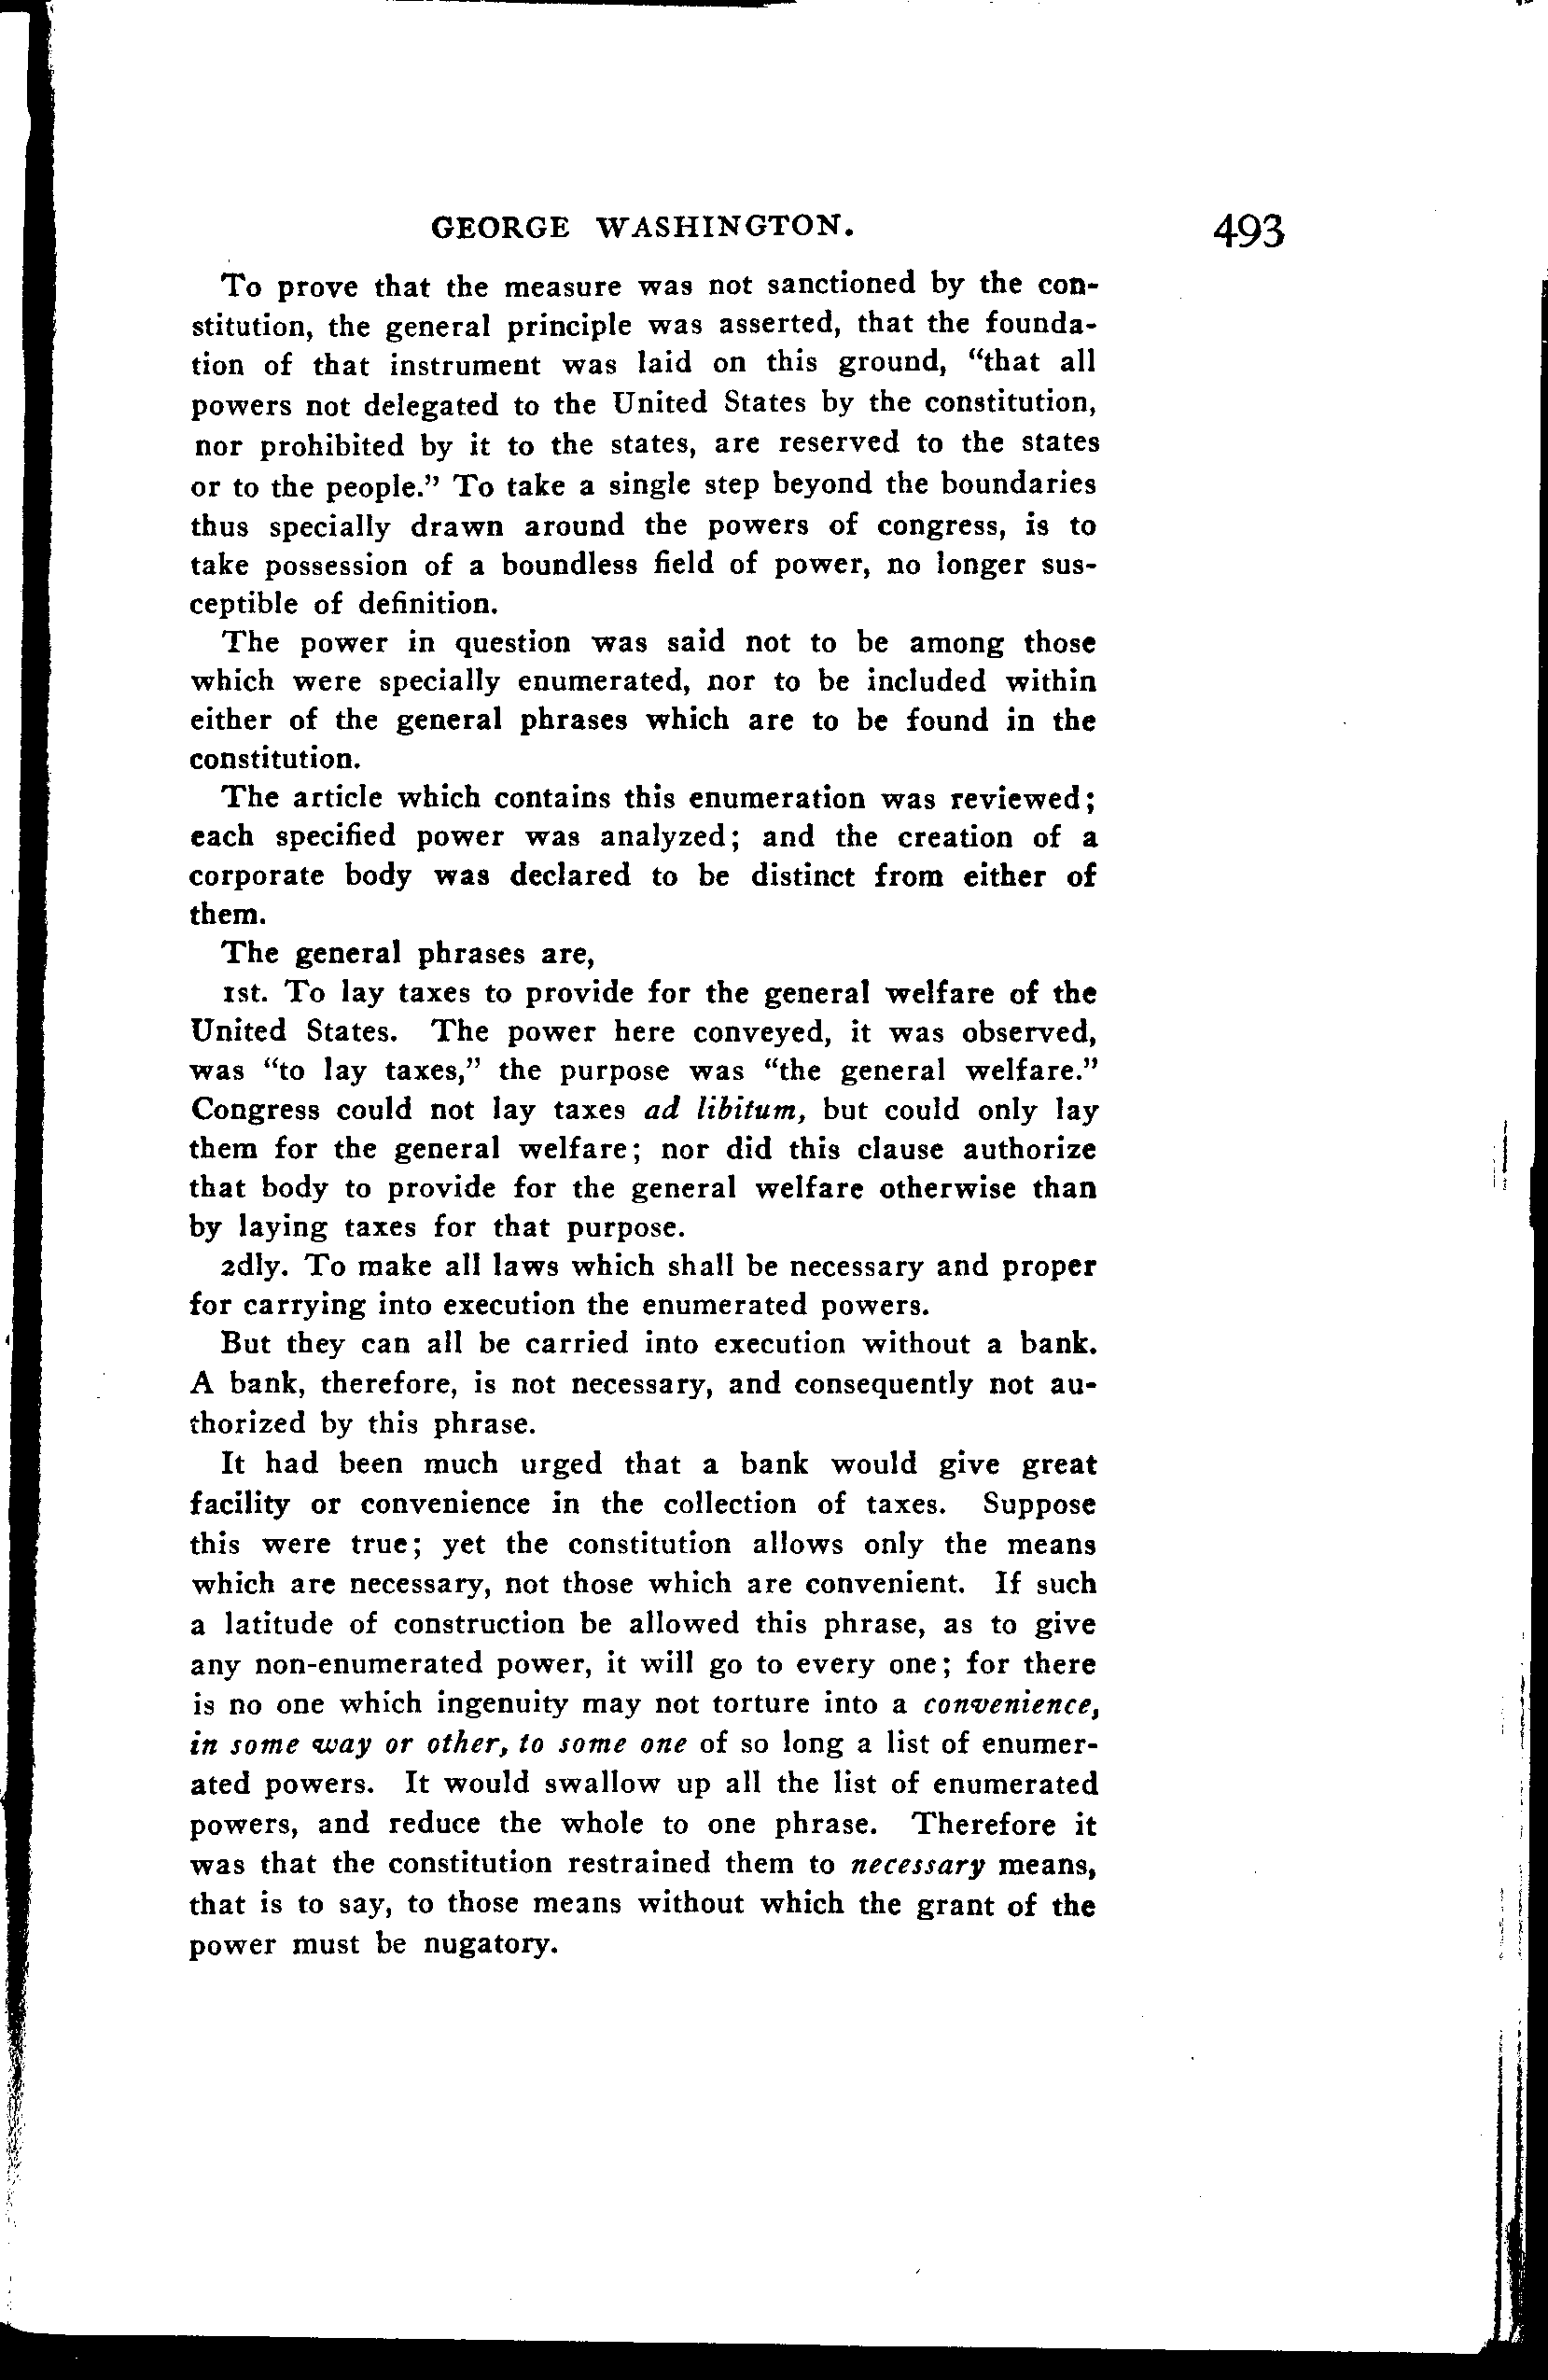 GEORGE WASHINGTON. 493
To prove that the measure was not sanctioned by the con-
stitution, the general principle was asserted, that the founda-
tion of that instrument was laid on this ground, “that all
powers not delegated to the United States by the constitution,
nor prohibited by it to the states, are reserved to the states
or to the people.” To take a single step beyond the boundaries
thus specially drawn around the powers of congress, is to
take possession of a boundless field of power, no longer sus-
ceptible of definition.
The power in question was said not to be among those
which were specially enumerated, nor to be included within
either of the general phrases which are to be found in the
constitution.
The article which contains this enumeration was reviewed;
each specified power was analyzed; and the creation of a
corporate body was declared to be distinct from either of
them.
The general phrases are,
1st. To lay taxes to provide for the general welfare of the
United States. The power here conveyed, it was observed,
was “to lay taxes,” the purpose was “the general welfare.”
Congress could not lay taxes ad libitum, but could only lay
them for the general welfare; nor did this clause authorize
that body to provide for the general welfare otherwise than
by laying taxes for that purpose.
2dly. To make all laws which shall be necessary and proper
for carrying into execution the enumerated powers.
But they can all be carried into execution without a bank.
A bank, therefore, is not necessary, and consequently not au-
thorized by this phrase.
It had been much urged that a bank would give great
facility or convenience in the collection of taxes. Suppose
this were true; yet the constitution allows only the means
which are necessary, not those which are convenient. If such
a latitude of construction be allowed this phrase, as to give
any non-enumerated power, it will go to every one; for there
is no one which ingenuity may not torture into a convenience,
in some way or other, to some one of so long a list of enumer-
ated powers. It would swallow up all the list of enumerated
powers, and reduce the whole to one phrase. Therefore it
was that the constitution restrained them to necessary means,
that is to say, to those means without which the grant of the
power must be nugatory.